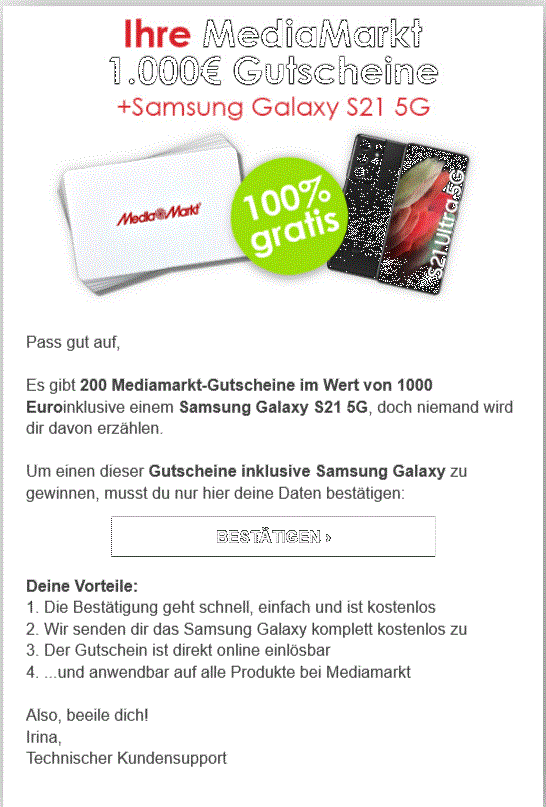 Ihre MediaMarkt
1.000€ Gutscheine
+Samsung Galaxy S21 5G
Media Markt
100%
gratis
S21 Ultra 5G
Pass gut auf,
Es gibt 200 Mediamarkt-Gutscheine im Wert von 1000
Euroinklusive einem Samsung Galaxy S21 5G, doch niemand wird
dir davon erzählen.
Um einen dieser Gutscheine inklusive Samsung Galaxy zu
gewinnen, musst du nur hier deine Daten bestätigen:
BESTÄTIGEN »
Deine Vorteile:
1. Die Bestätigung geht schnell, einfach und ist kostenlos
2. Wir senden dir das Samsung Galaxy komplett kostenlos zu
3. Der Gutschein ist direkt online einlösbar
4. ...und anwendbar auf alle Produkte bei Mediamarkt
Also, beeile dich!
Irina,
Technischer Kundensupport